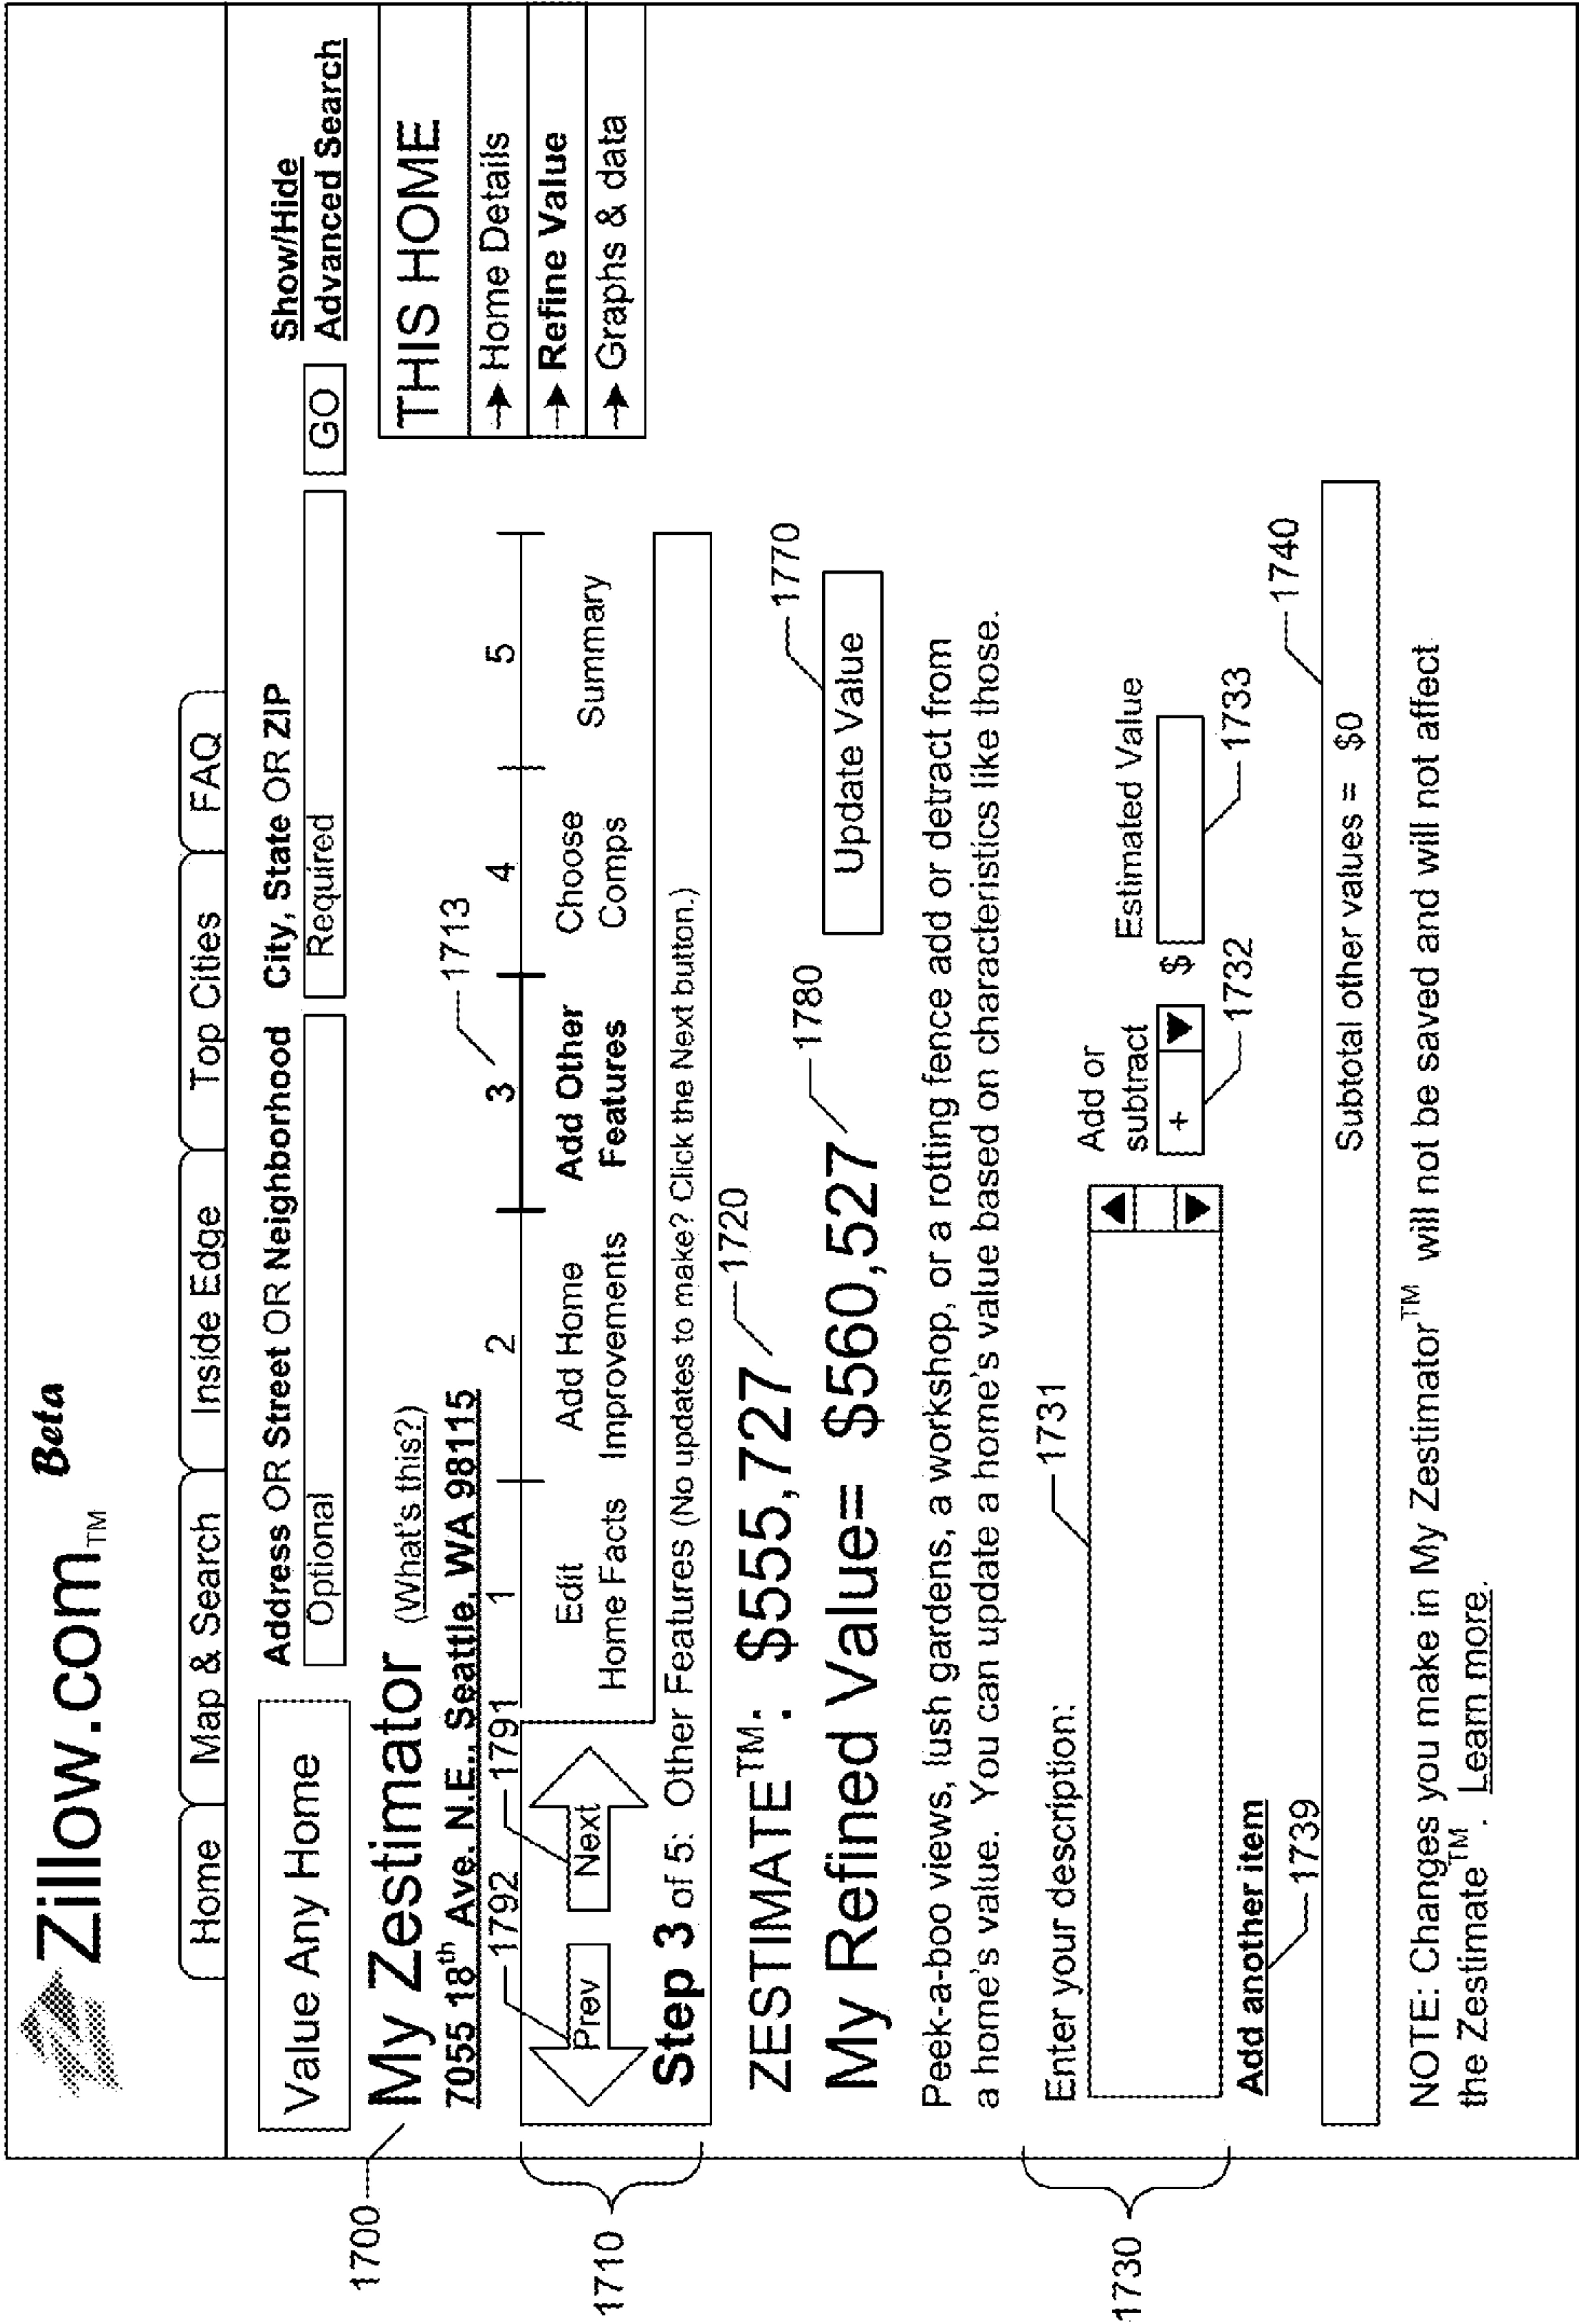 Zillow.com™ Beta
Home Map & Search Inside Edge Top Cities FAQ
Value Any Home
Address OR Street OR Neighborhood City, State OR ZIP
Optional Required GO
Show/Hide
Advanced Search
1700
My Zestimator (What's this?)
7055 18th Ave. N.E., Seattle, WA 98115
THIS HOME
Home Details
Refine Value
Graphs & data
1710
1792 1791 1713
Prev Next
1 2 3 4 5
Edit Add Home Add Other Choose Summary
Home Facts Improvements Features Comps
Step 3 of 5: Other Features (No updates to make? Click the Next button.)
ZESTIMATE™: $555,727 1720
My Refined Value= $560,527 1780
Update Value 1770
Peek-a-boo views, lush gardens, a workshop, or a rotting fence add or detract from
a home's value. You can update a home's value based on characteristics like those.
1730
Enter your description: 1731
Add or
subtract Estimated Value
+ $
1732 1733
Add another item
1739
1740
Subtotal other values = $0
NOTE: Changes you make in My Zestimator™ will not be saved and will not affect
the Zestimate™. Learn more.